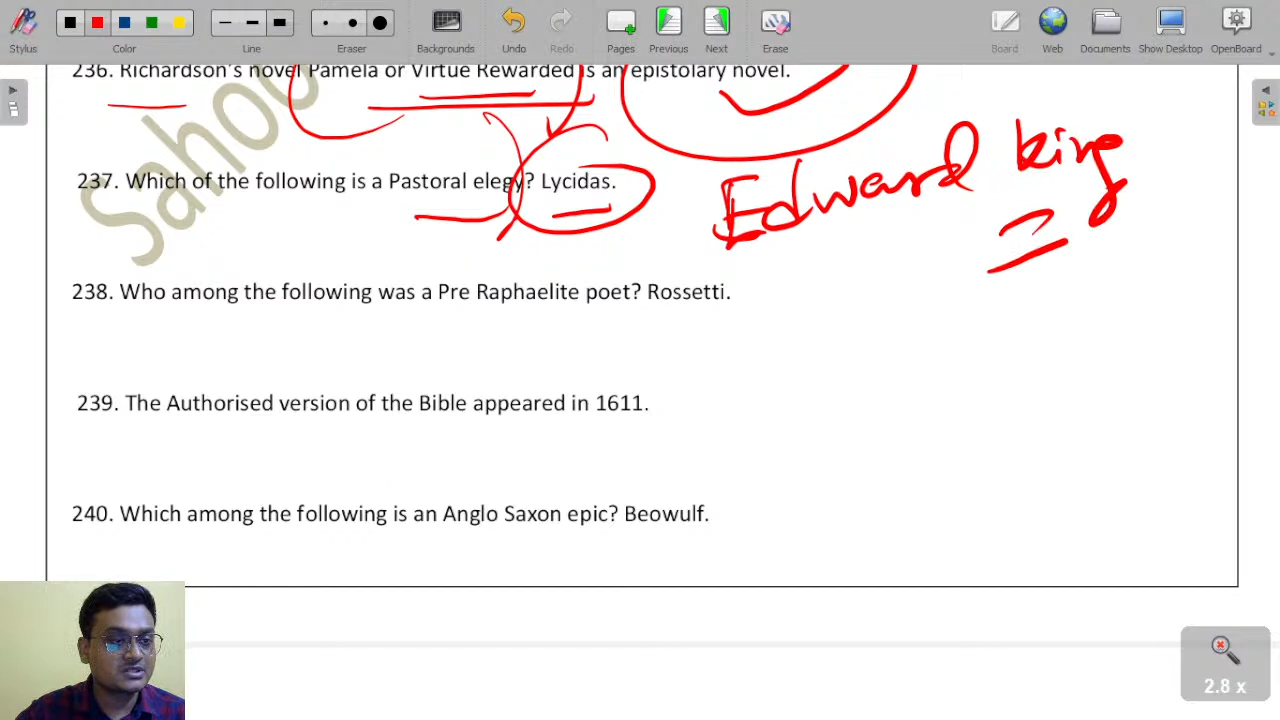 Stylus Color Line Eraser Backgrounds Undo Redo Pages Previous Next Erase Board Web Documents Show Desktop OpenBoard
236. Richardson's novel Pamela or Virtue Rewarded is an epistolary novel.
237. Which of the following is a Pastoral elegy? Lycidas.
Edward king
238. Who among the following was a Pre Raphaelite poet? Rossetti.
239. The Authorised version of the Bible appeared in 1611.
240. Which among the following is an Anglo Saxon epic? Beowulf.
Sahoo
2.8 x